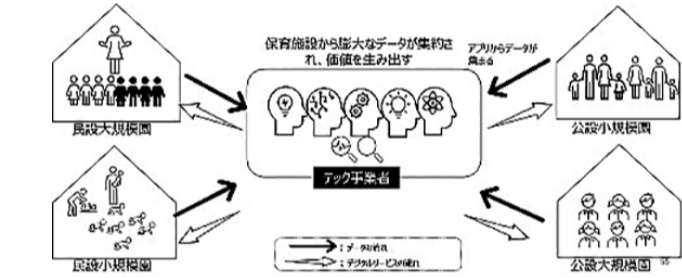 保育施設から膨大なデータが集約さ
れ、価値を生み出す
アプリからデータが
集まる
民設大規模園
公設小規模園
テック事業者
民設小規模園
公設大規模園
:データの流れ
:デジタルサービスの流れ
55